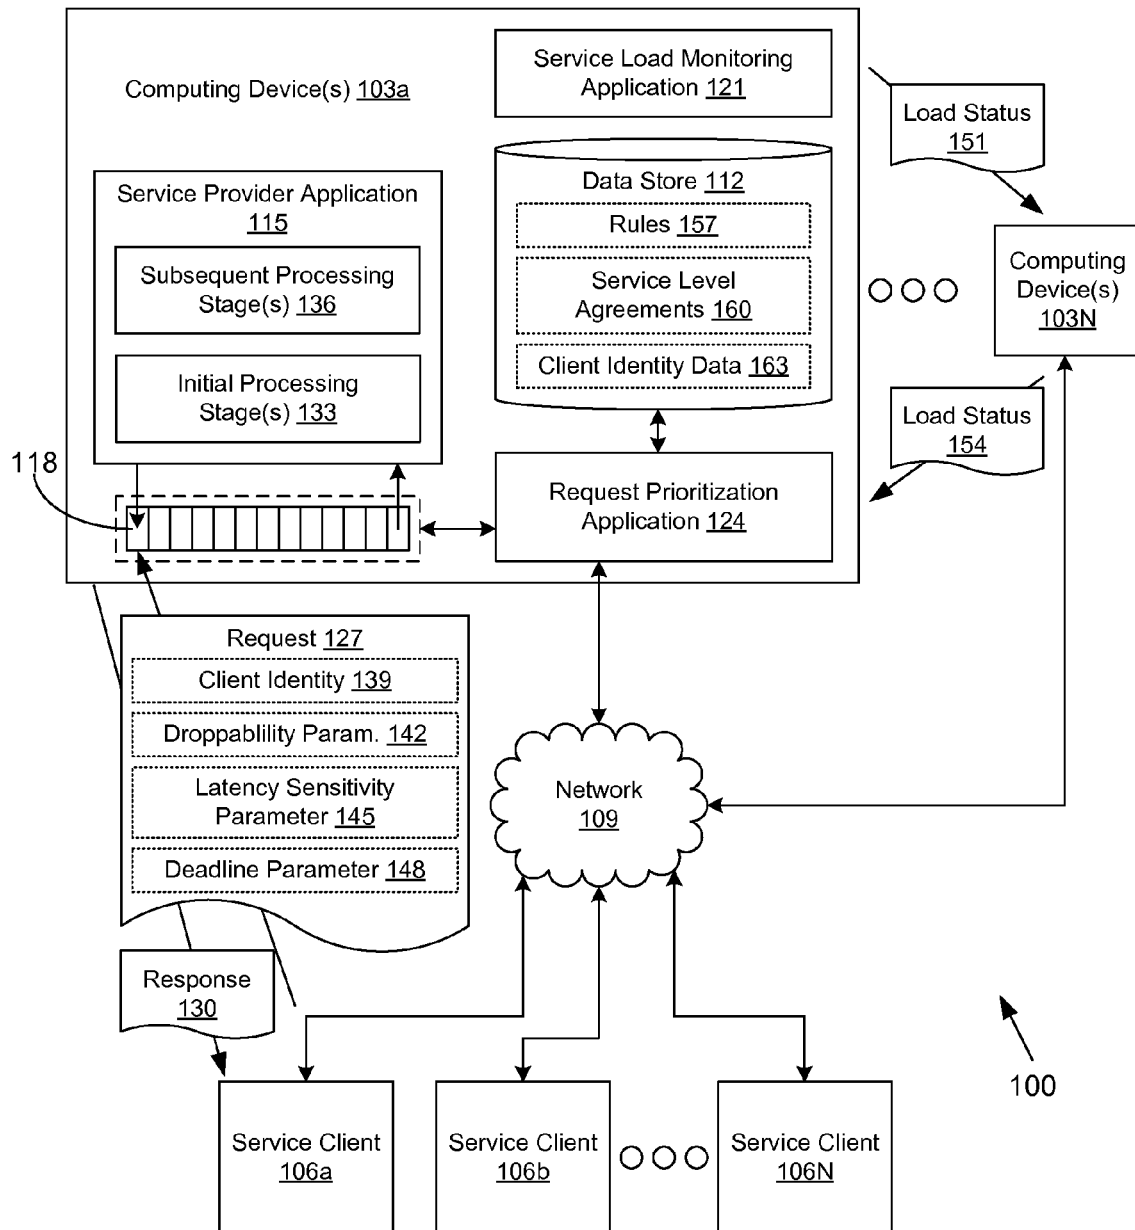 Computing Device(s) 103a
Service Load Monitoring
Application 121
Load Status
151
Data Store 112
Rules 157
Service Level
Agreements 160
Client Identity Data 163
Service Provider Application
115
Subsequent Processing
Stage(s) 136
Initial Processing
Stage(s) 133
Computing
Device(s)
103N
Load Status
154
118
Request Prioritization
Application 124
Request 127
Client Identity 139
Droppablility Param. 142
Latency Sensitivity
Parameter 145
Deadline Parameter 148
Network
109
Response
130
100
Service Client
106a
Service Client
106b
Service Client
106N